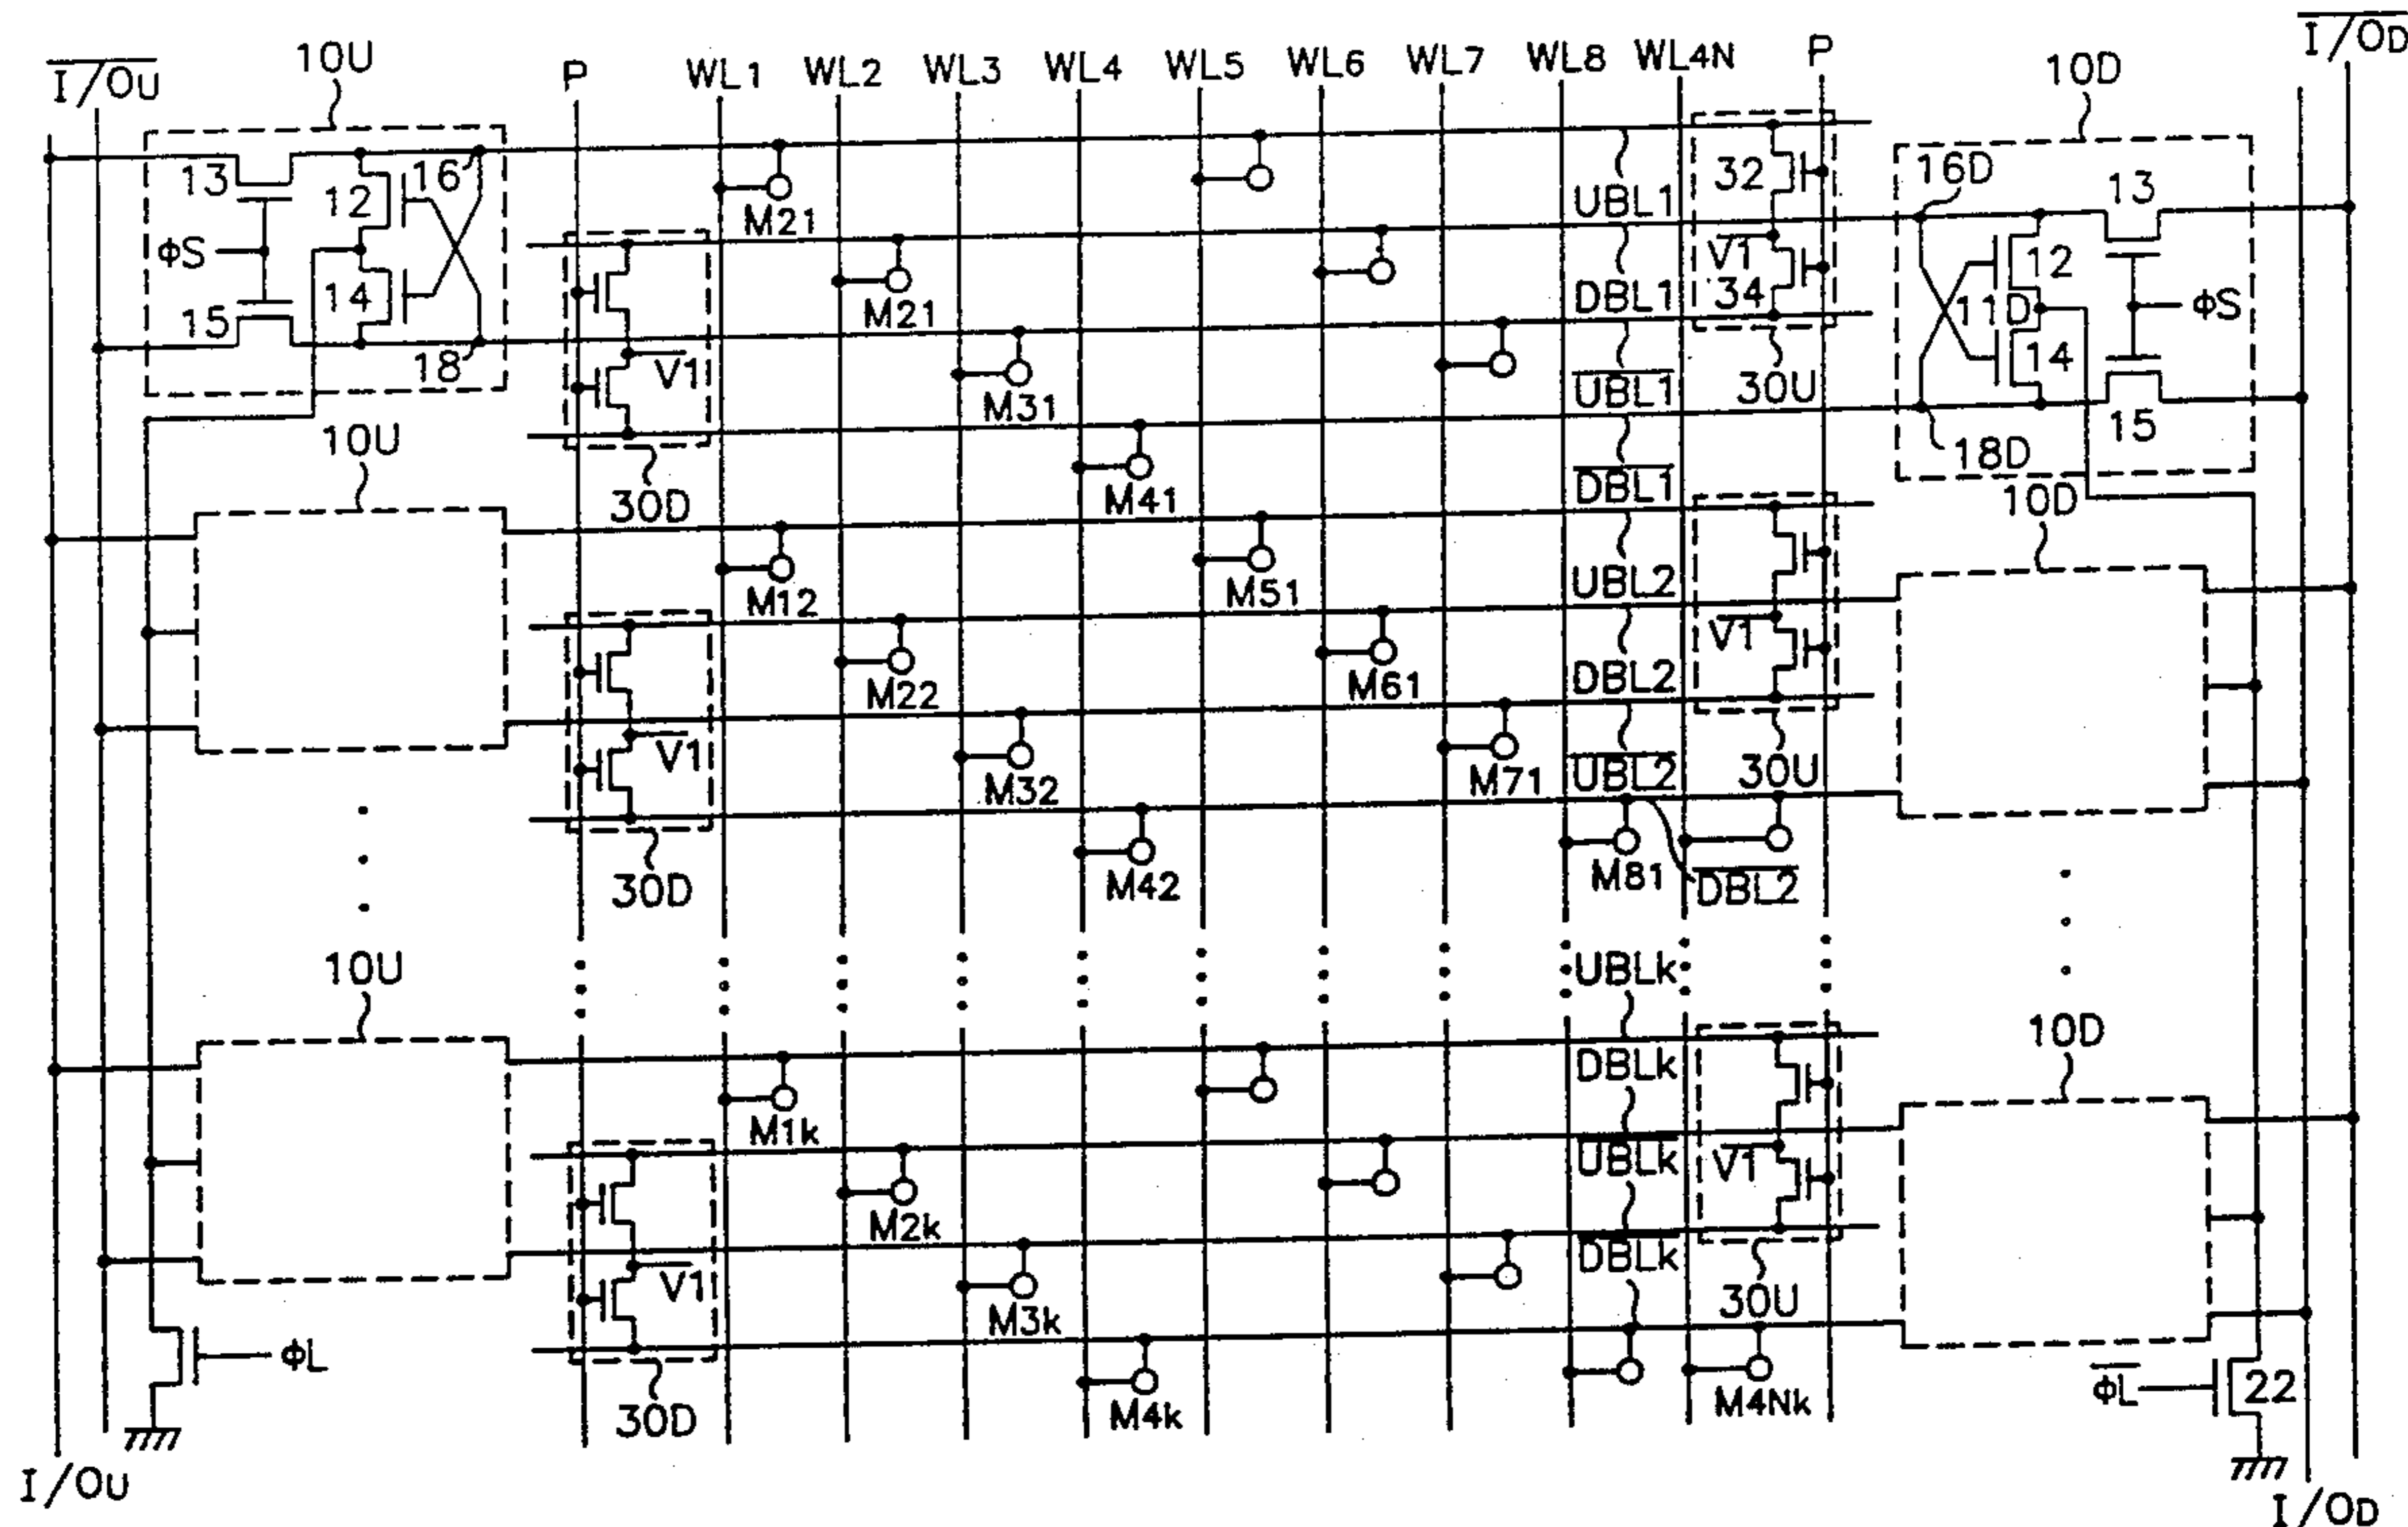 I/OU
10U
P
WL1
WL2
WL3
WL4
WL5
WL6
WL7
WL8
WL4N
P
10D
I/OD
13
12
16
M21
UBL1
32
16D
13
ϕS
14
15
18
V1
M21
DBL1
V1
34
11D
12
14
ϕS
15
18D
M31
UBL1
30U
10U
30D
M41
DBL1
10D
M12
M51
UBL2
V1
M22
M61
DBL2
V1
M32
M71
UBL2
30U
30D
M42
M81
DBL2
10U
UBLk
10D
M1k
DBLk
M2k
UBLk
V1
V1
M3k
DBLk
30U
ϕL
30D
M4k
M4Nk
ϕL
22
I/OU
I/OD